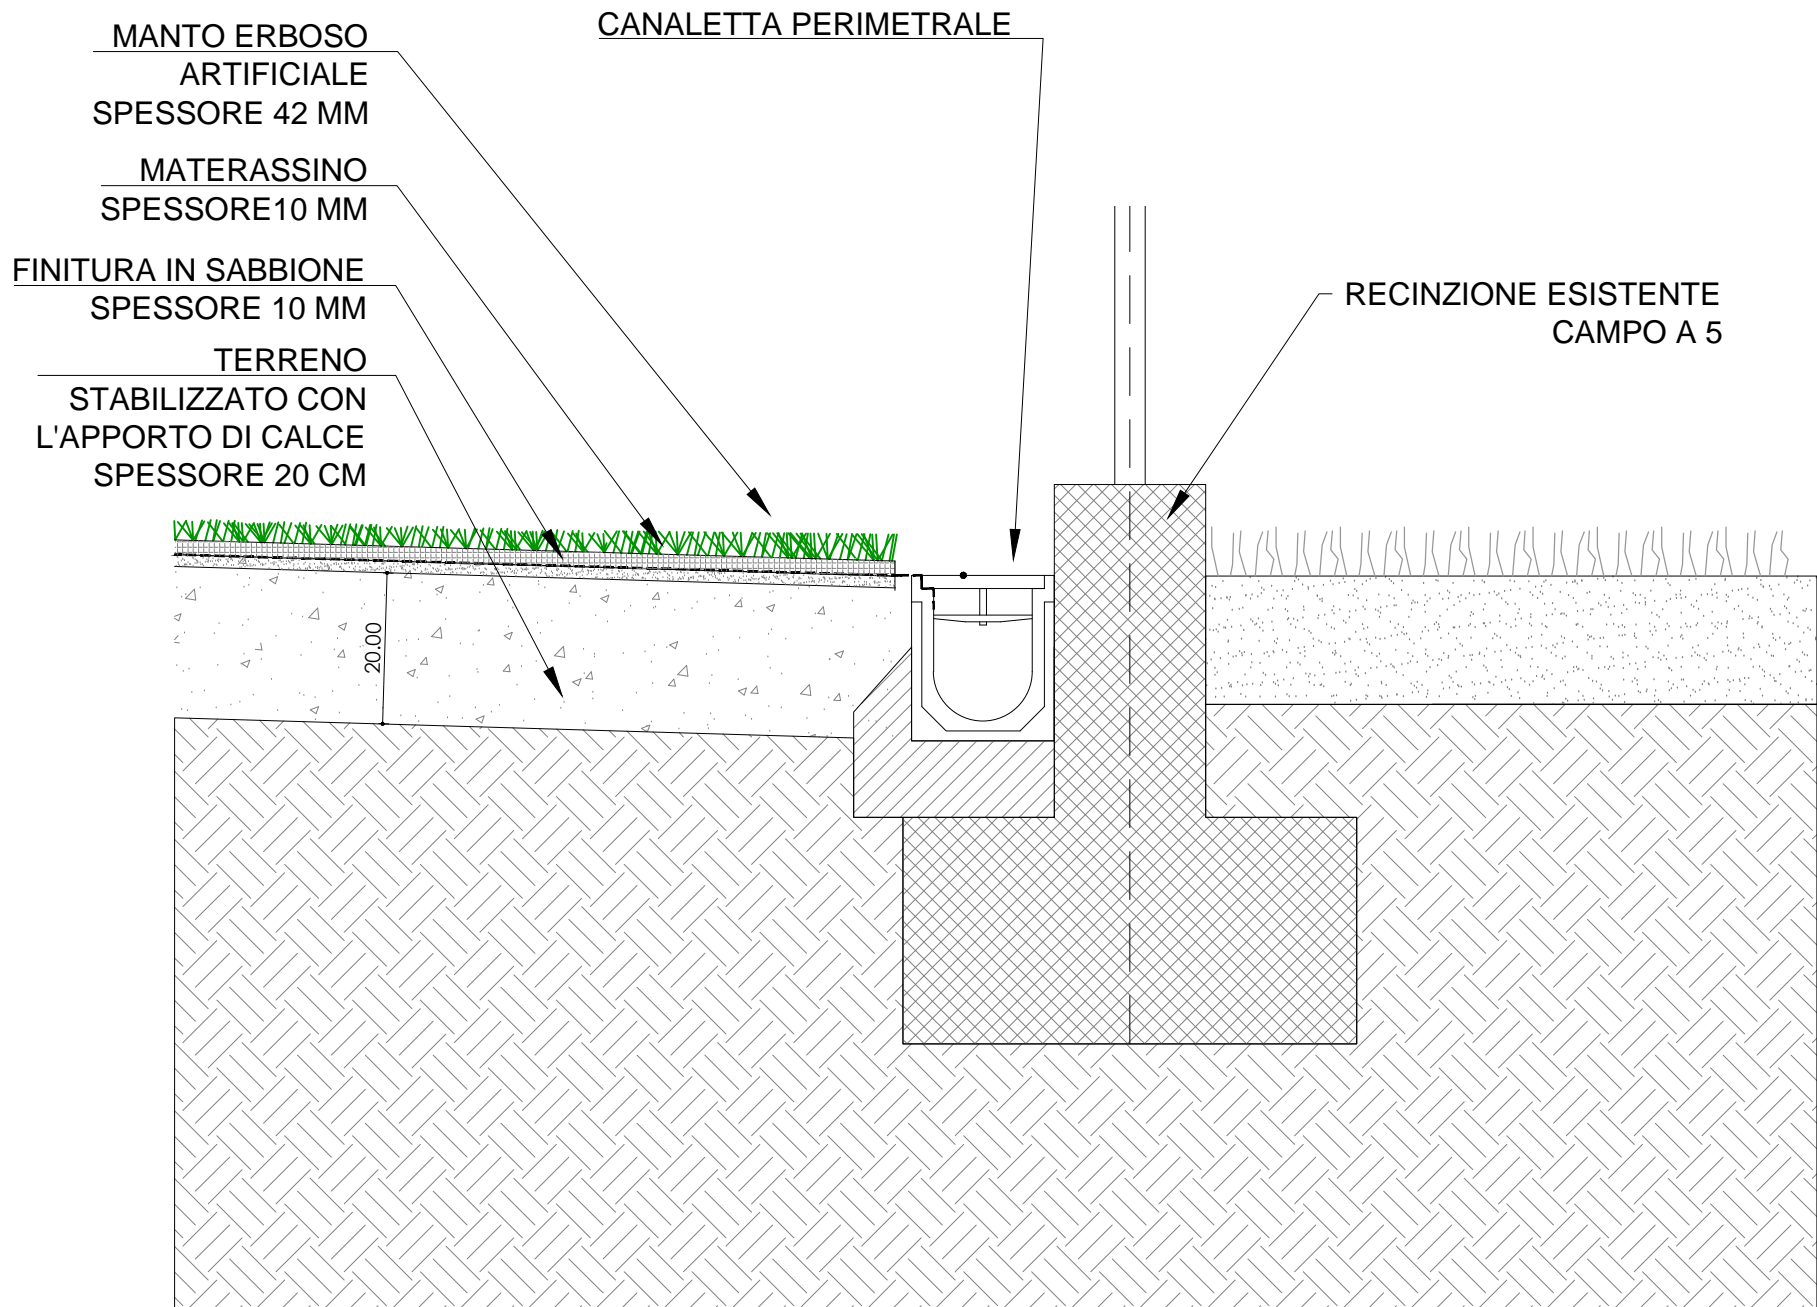 MANTO ERBOSO
ARTIFICIALE
SPESSORE 42 MM
MATERASSINO
SPESSORE10 MM
FINITURA IN SABBIONE
SPESSORE 10 MM
TERRENO
STABILIZZATO CON
L'APPORTO DI CALCE
SPESSORE 20 CM
CANALETTA PERIMETRALE
RECINZIONE ESISTENTE
CAMPO A 5
20.00